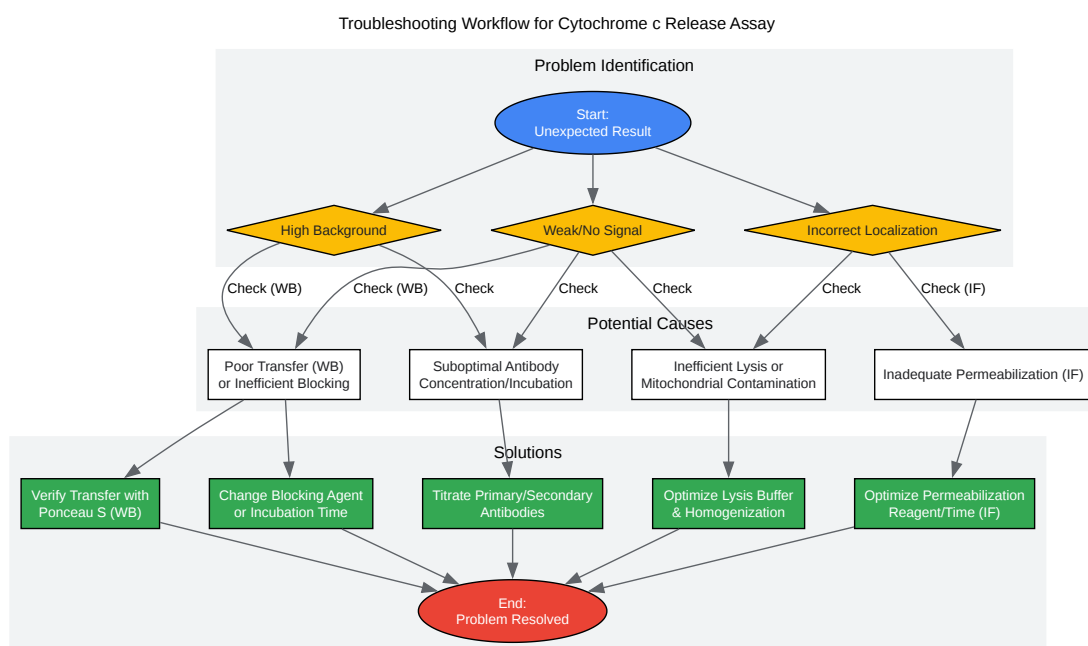 Troubleshooting Workflow for Cytochrome c Release Assay
Problem Identification
Start:
Unexpected Result
High Background
Weak/No Signal
Incorrect Localization
Check (WB)
Check (WB)
Check
Check
Check
Check
Check (IF)
Potential Causes
Poor Transfer (WB)
or Inefficient Blocking
Suboptimal Antibody
Concentration/Incubation
Inefficient Lysis or
Mitochondrial Contamination
Inadequate Permeabilization (IF)
Solutions
Verify Transfer with
Ponceau S (WB)
Change Blocking Agent
or Incubation Time
Titrate Primary/Secondary
Antibodies
Optimize Lysis Buffer
& Homogenization
Optimize Permeabilization
Reagent/Time (IF)
End:
Problem Resolved